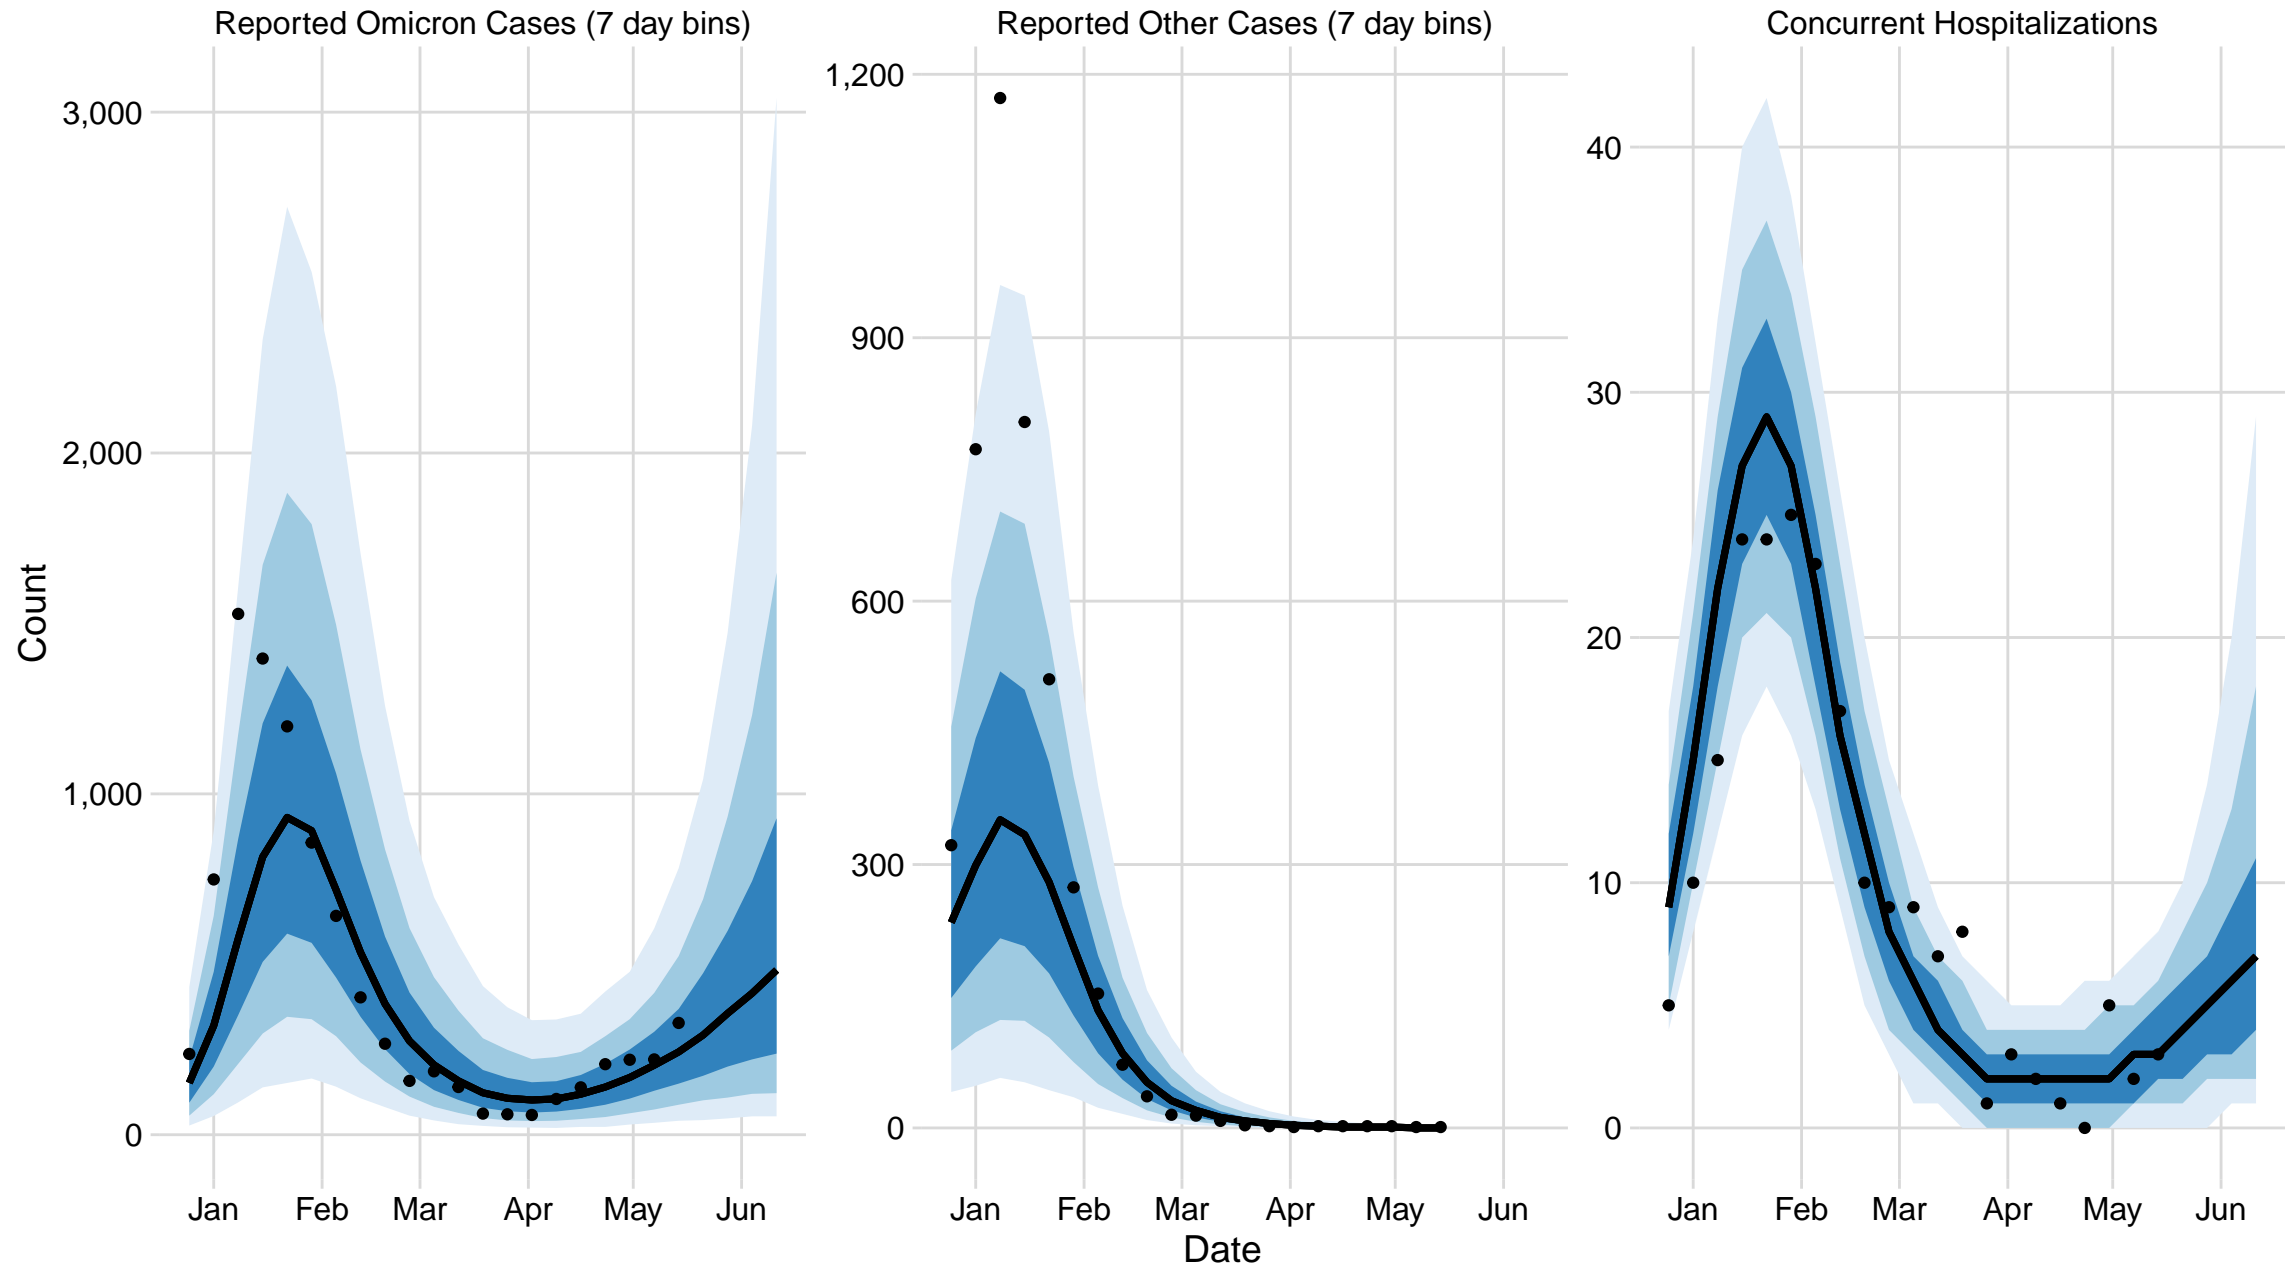 Reported Omicron Cases (7 day bins)
Reported Other Cases (7 day bins)
Concurrent Hospitalizations
Count
3,000
2,000
1,000
0
1,200
900
600
300
0
40
30
20
10
0
Jan Feb Mar Apr May Jun
Jan Feb Mar Apr May Jun
Jan Feb Mar Apr May Jun
Date